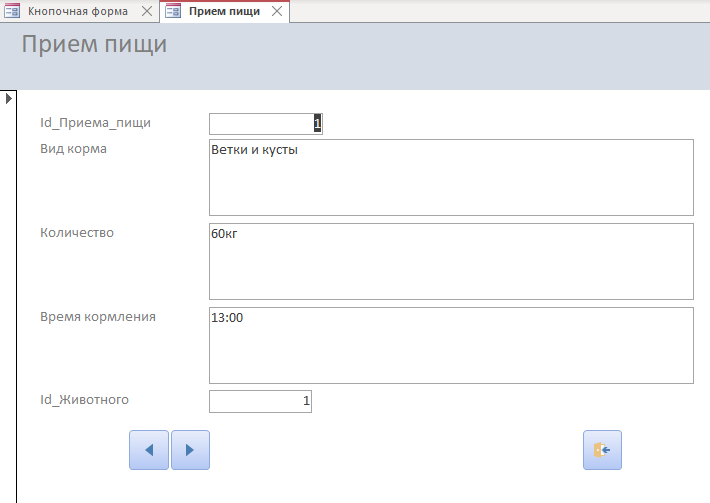 Кнопочная форма
Прием пищи
Прием пищи
Id_Приема_пищи 1
Вид корма Ветки и кусты
Количество 60кг
Время кормления 13:00
Id_Животного 1